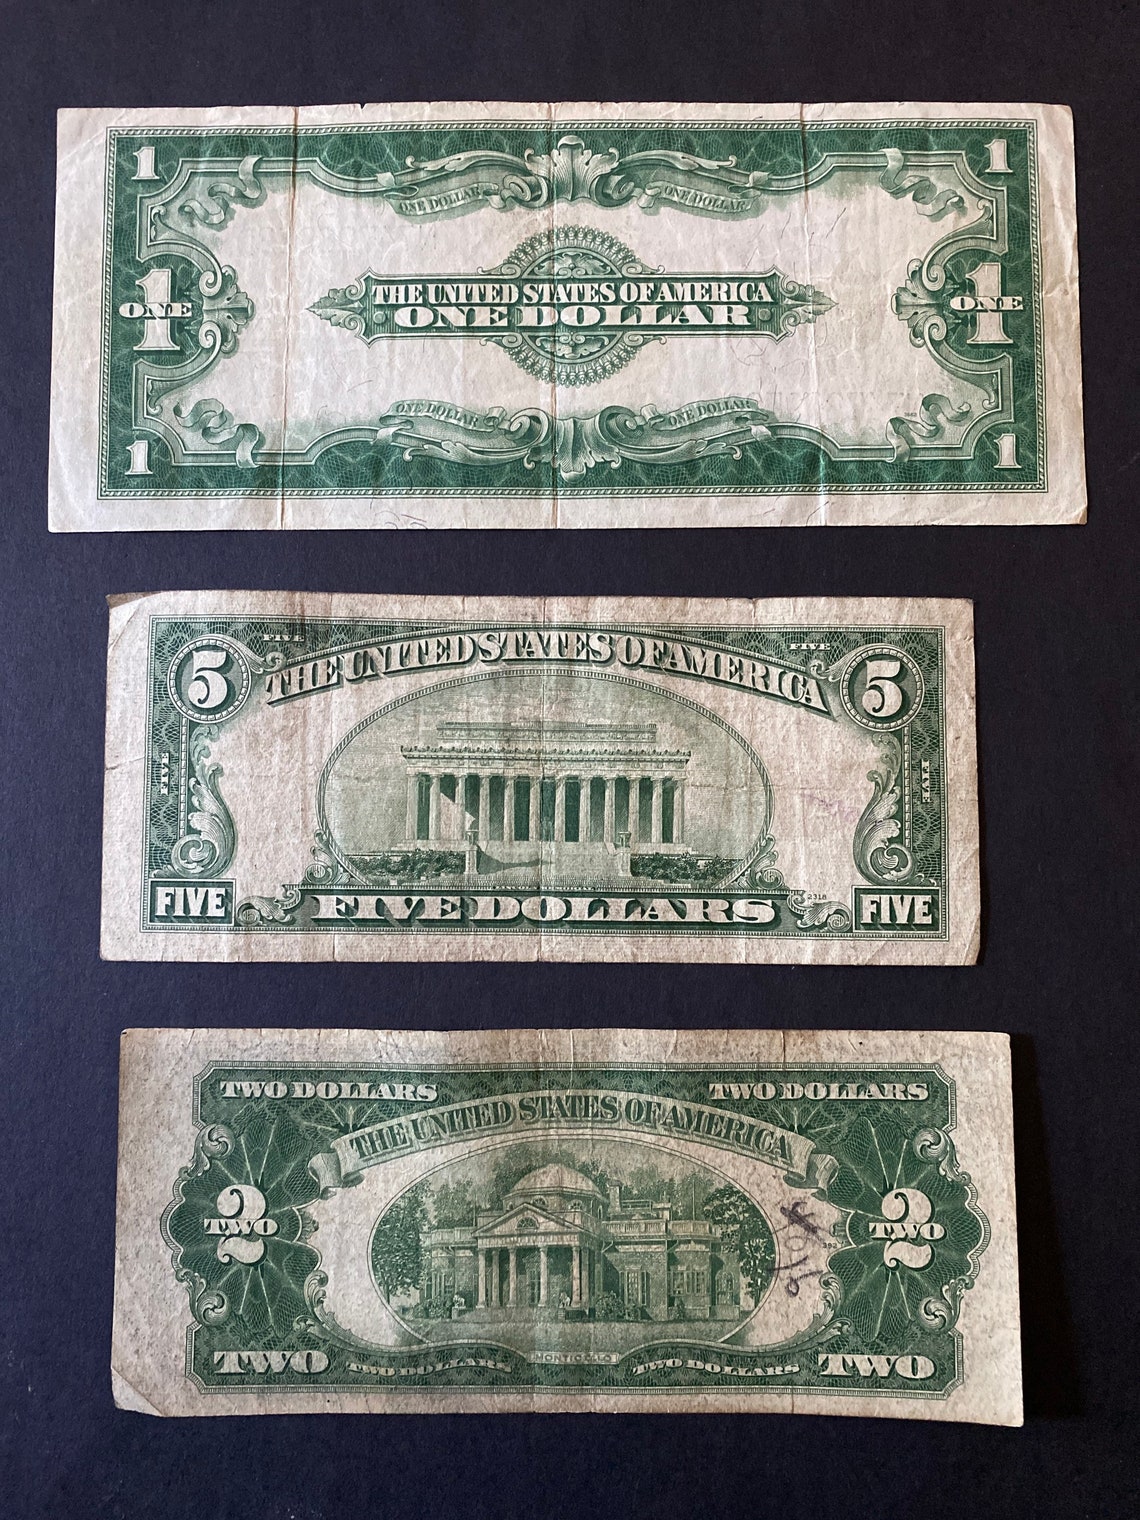 1 1
ONE DOLLAR ONE DOLLAR
THE UNITED STATES OF AMERICA
1 ONE 1 ONE
ONE DOLLAR
ONE DOLLAR ONE DOLLAR
1 1
FIVE FIVE
5 THE UNITED STATES OF AMERICA 5
FIVE FIVE
LINCOLN MEMORIAL
FIVE FIVE DOLLARS 2318 FIVE
TWO DOLLARS TWO DOLLARS
THE UNITED STATES OF AMERICA
2 TWO 2 TWO
TWO TWO DOLLARS MONTICELLO TWO DOLLARS TWO